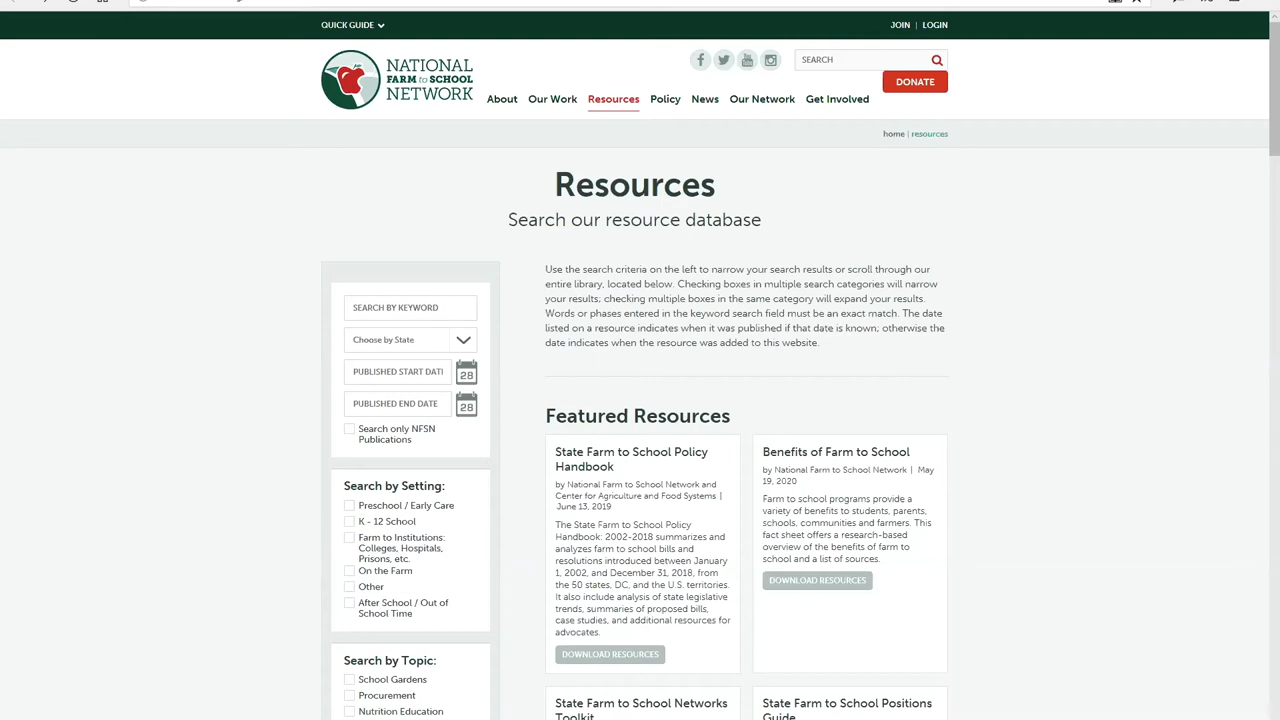 QUICK GUIDE
JOIN | LOGIN
NATIONAL
FARM to SCHOOL
NETWORK
SEARCH
DONATE
About Our Work Resources Policy News Our Network Get Involved
home | resources
Resources
Search our resource database
SEARCH BY KEYWORD
Choose by State
PUBLISHED START DATE
28
PUBLISHED END DATE
28
Search only NFSN
Publications
Search by Setting:
Preschool / Early Care
K - 12 School
Farm to Institutions:
Colleges, Hospitals,
Prisons, etc.
On the Farm
Other
After School / Out of
School Time
Search by Topic:
School Gardens
Procurement
Nutrition Education
Use the search criteria on the left to narrow your search results or scroll through our
entire library, located below. Checking boxes in multiple search categories will narrow
your results; checking multiple boxes in the same category will expand your results.
Words or phases entered in the keyword search field must be an exact match. The date
listed on a resource indicates when it was published if that date is known; otherwise the
date indicates when the resource was added to this website.
Featured Resources
State Farm to School Policy
Handbook
by National Farm to School Network and
Center for Agriculture and Food Systems |
June 13, 2019
The State Farm to School Policy
Handbook: 2002-2018 summarizes and
analyzes farm to school bills and
resolutions introduced between January
1, 2002, and December 31, 2018, from
the 50 states, DC, and the U.S. territories.
It also include analysis of state legislative
trends, summaries of proposed bills,
case studies, and additional resources for
advocates.
DOWNLOAD RESOURCES
Benefits of Farm to School
by National Farm to School Network | May
19, 2020
Farm to school programs provide a
variety of benefits to students, parents,
schools, communities and farmers. This
fact sheet offers a research-based
overview of the benefits of farm to
school and a list of sources.
DOWNLOAD RESOURCES
State Farm to School Networks
Toolkit
State Farm to School Positions
Guide